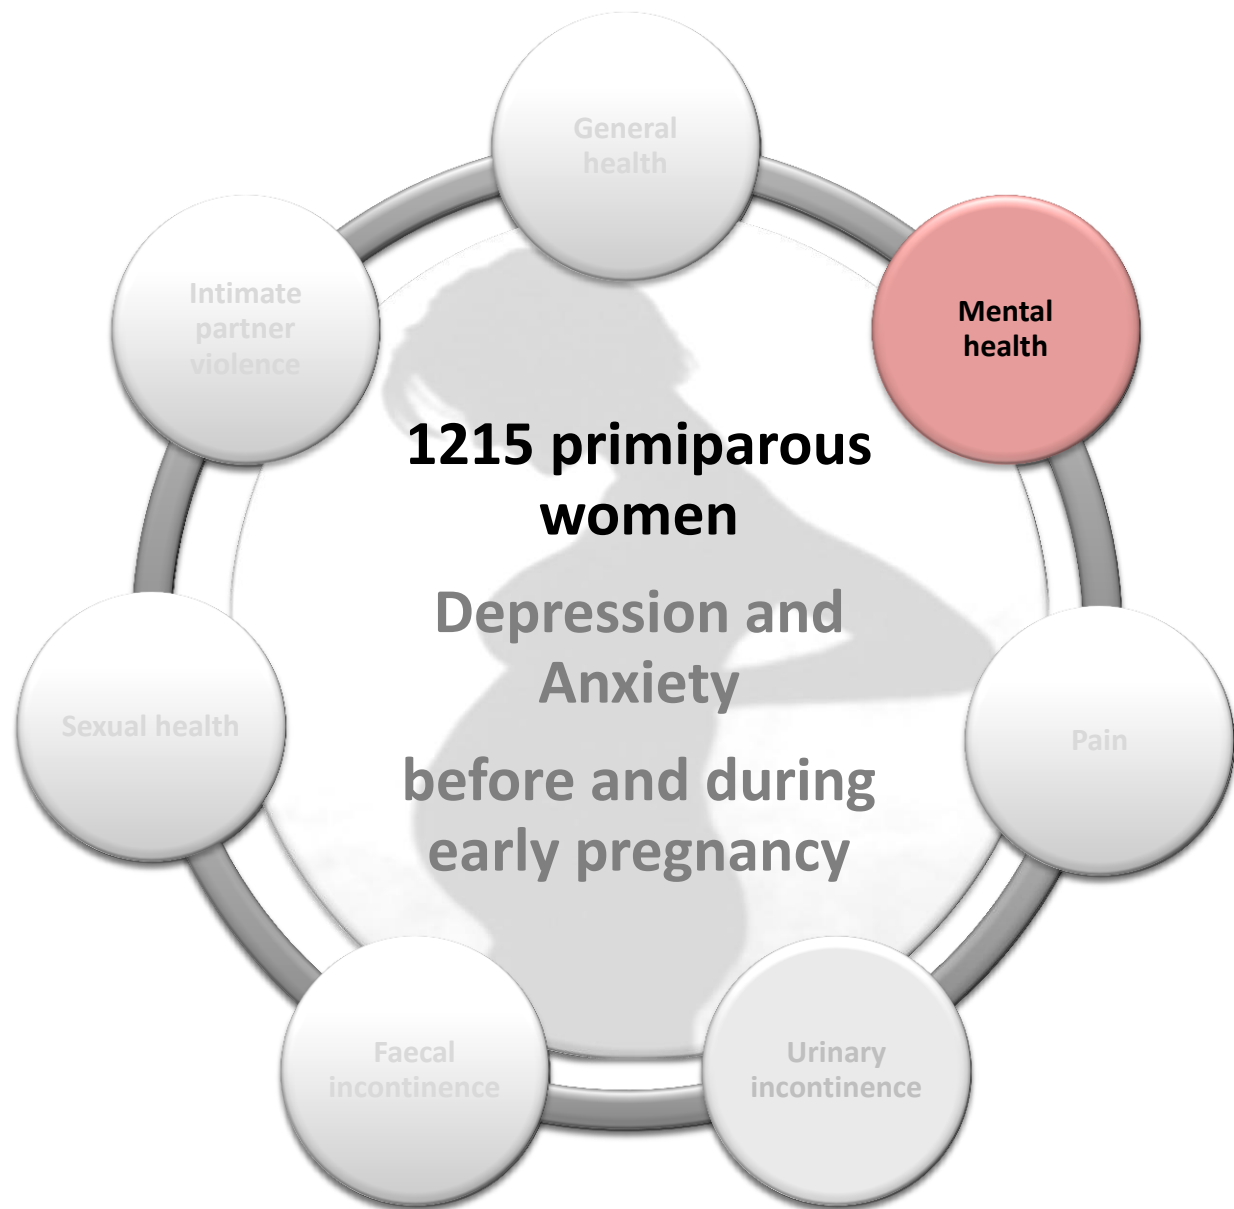 General
health
Mental
health
Intimate
partner
violence
1215 primiparous
women
Depression and
Anxiety
before and during
early pregnancy
Sexual health
Pain
Faecal
incontinence
Urinary
incontinence